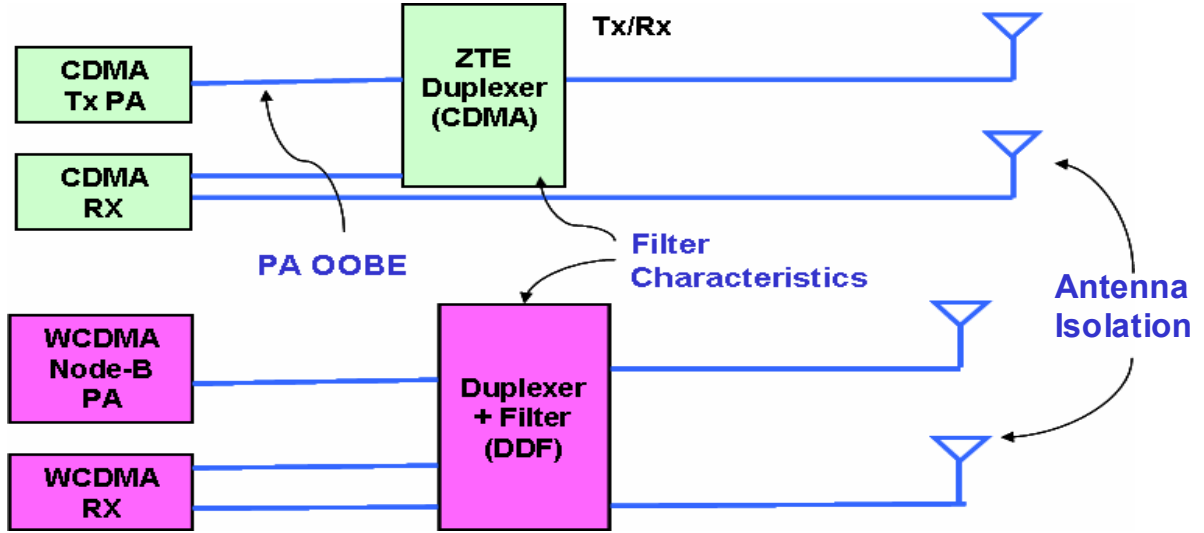 Tx/Rx
CDMA
Tx PA
ZTE
Duplexer
(CDMA)
CDMA
RX
PA OOBE
Filter
Characteristics
Antenna
Isolation
WCDMA
Node-B
PA
Duplexer
+ Filter
(DDF)
WCDMA
RX